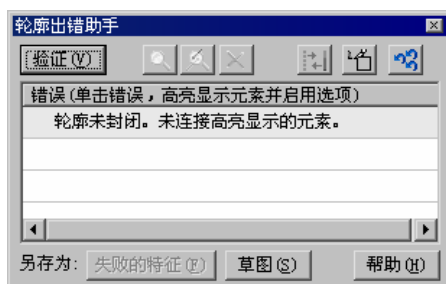 轮廓出错助手
验证(V)
错误(单击错误，高亮显示元素并启用选项)
轮廓未封闭。未连接高亮显示的元素。
另存为: 失败的特征(F) 草图(S) 帮助(H)